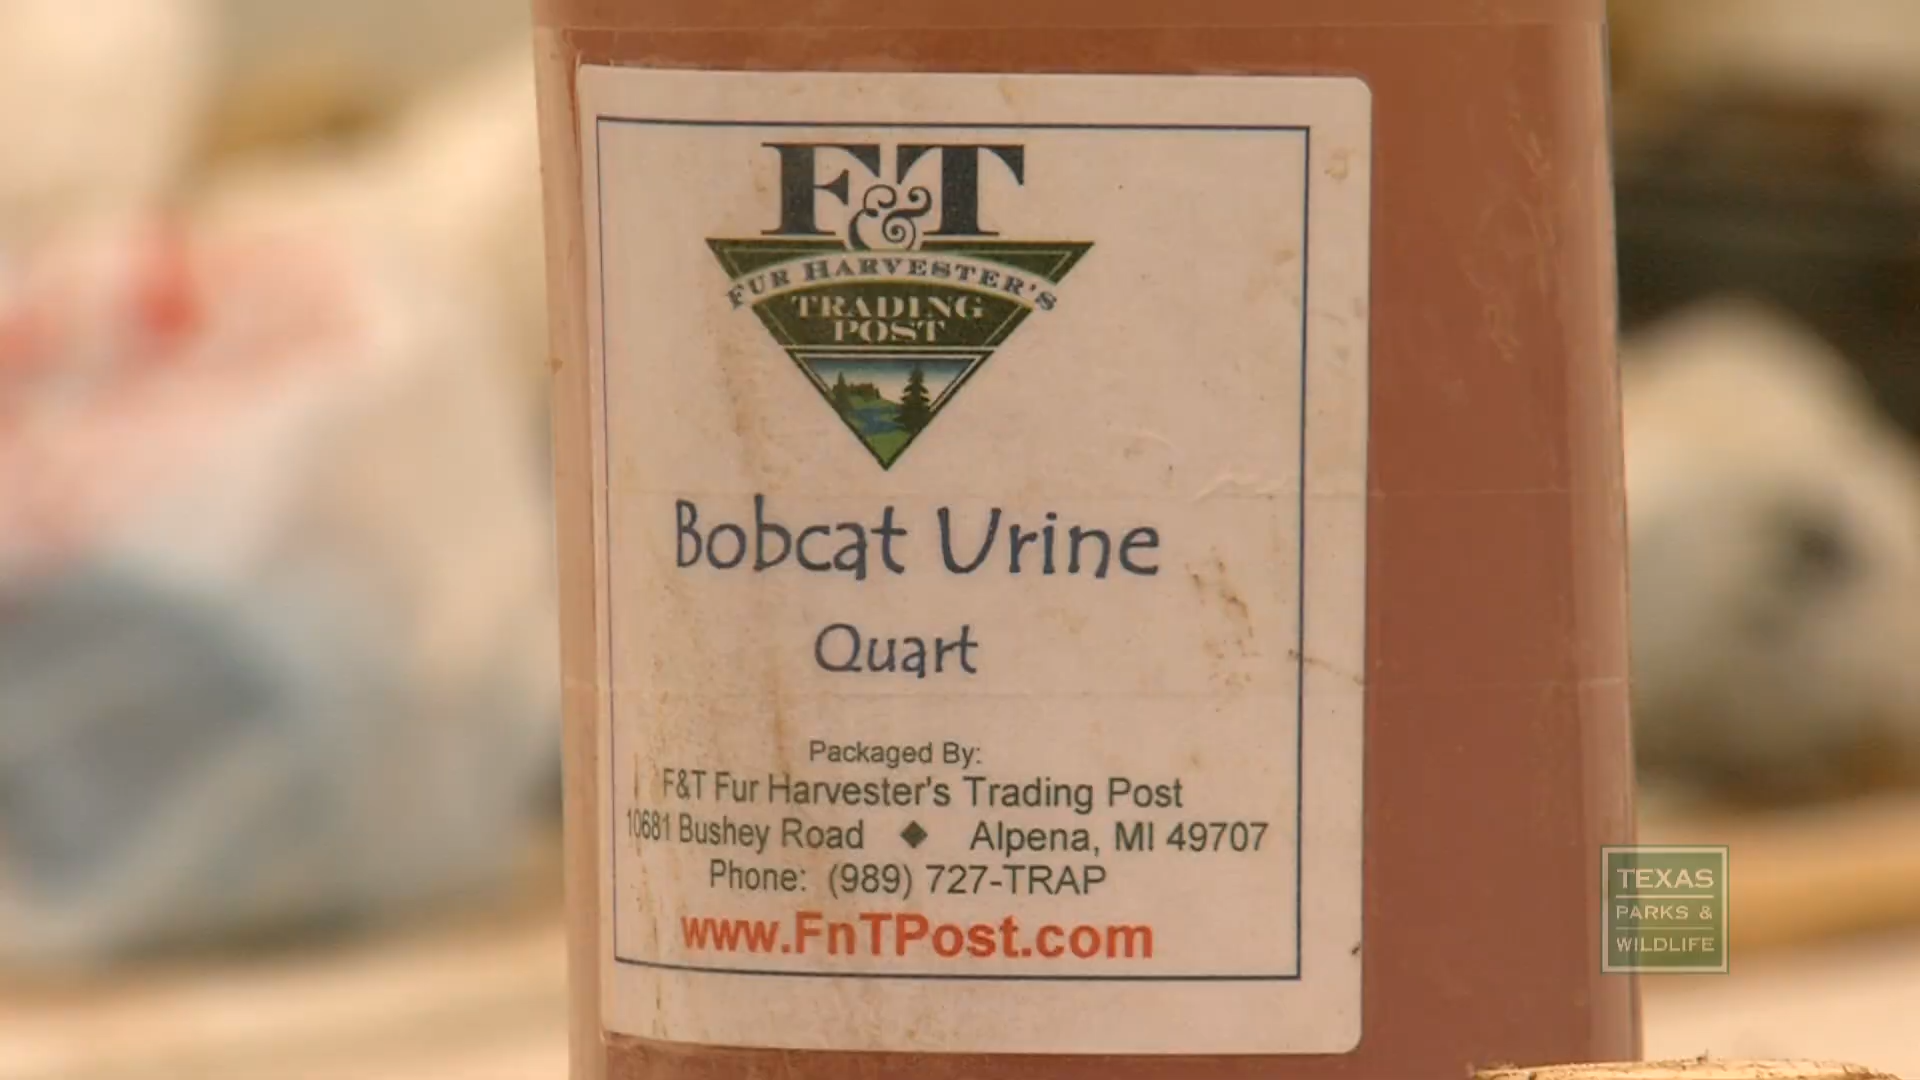 F&T
FUR HARVESTER'S
TRADING
POST
Bobcat Urine
Quart
Packaged By:
F&T Fur Harvester's Trading Post
10681 Bushey Road ◆ Alpena, MI 49707
Phone: (989) 727-TRAP
www.FnTPost.com
TEXAS
PARKS &
WILDLIFE